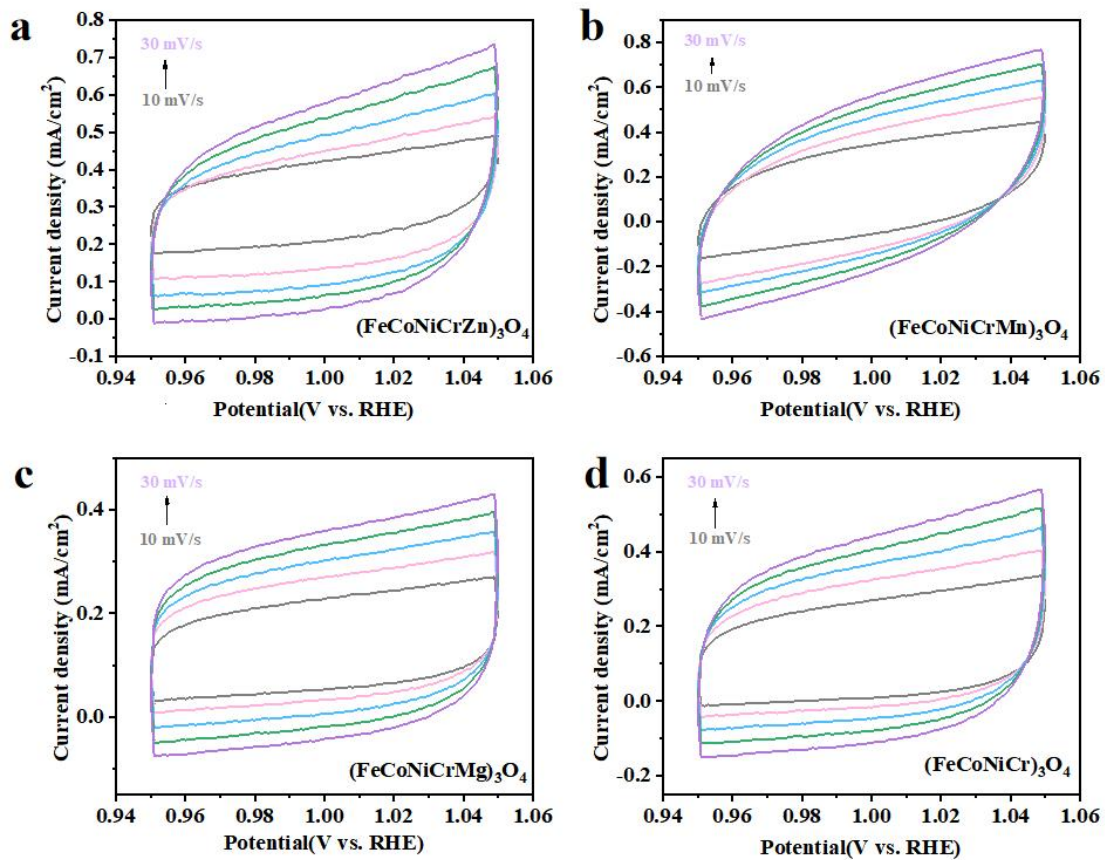 a
30 mV/s
10 mV/s
Current density (mA/cm²)
0.8
0.7
0.6
0.5
0.4
0.3
0.2
0.1
0.0
-0.1
(FeCoNiCrZn)₃O₄
0.94 0.96 0.98 1.00 1.02 1.04 1.06
Potential(V vs. RHE)
b
30 mV/s
10 mV/s
Current density (mA/cm²)
0.8
0.6
0.4
0.2
0.0
-0.2
-0.4
-0.6
(FeCoNiCrMn)₃O₄
0.94 0.96 0.98 1.00 1.02 1.04 1.06
Potential(V vs. RHE)
c
30 mV/s
10 mV/s
Current density (mA/cm²)
0.4
0.2
0.0
(FeCoNiCrMg)₃O₄
0.94 0.96 0.98 1.00 1.02 1.04 1.06
Potential(V vs. RHE)
d
30 mV/s
10 mV/s
Current density (mA/cm²)
0.6
0.4
0.2
0.0
-0.2
(FeCoNiCr)₃O₄
0.94 0.96 0.98 1.00 1.02 1.04 1.06
Potential(V vs. RHE)